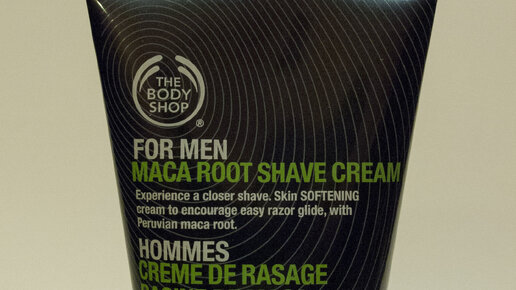 THE
BODY
SHOP
®
FOR MEN
MACA ROOT SHAVE CREAM
Experience a closer shave. Skin SOFTENING
cream to encourage easy razor glide, with
Peruvian maca root.
HOMMES
CREME DE RASAGE